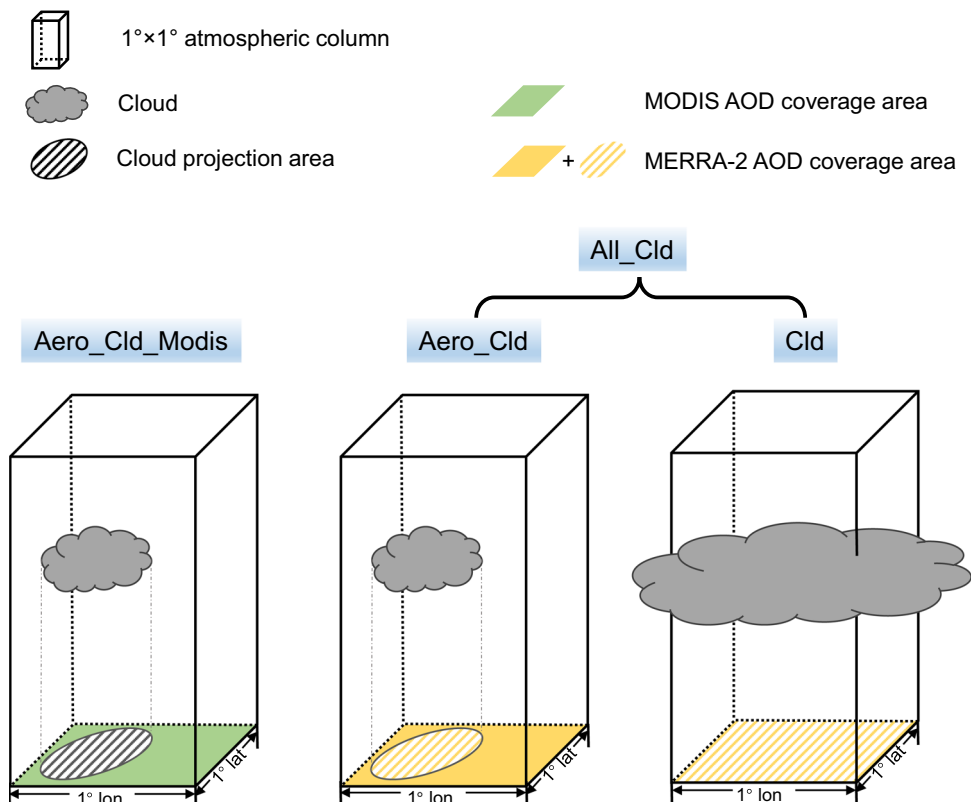 1°×1° atmospheric column
Cloud
MODIS AOD coverage area
Cloud projection area
+
MERRA-2 AOD coverage area
All_Cld
Aero_Cld_Modis
Aero_Cld
Cld
1° lat
1° lat
1° lat
1° lon
1° lon
1° lon